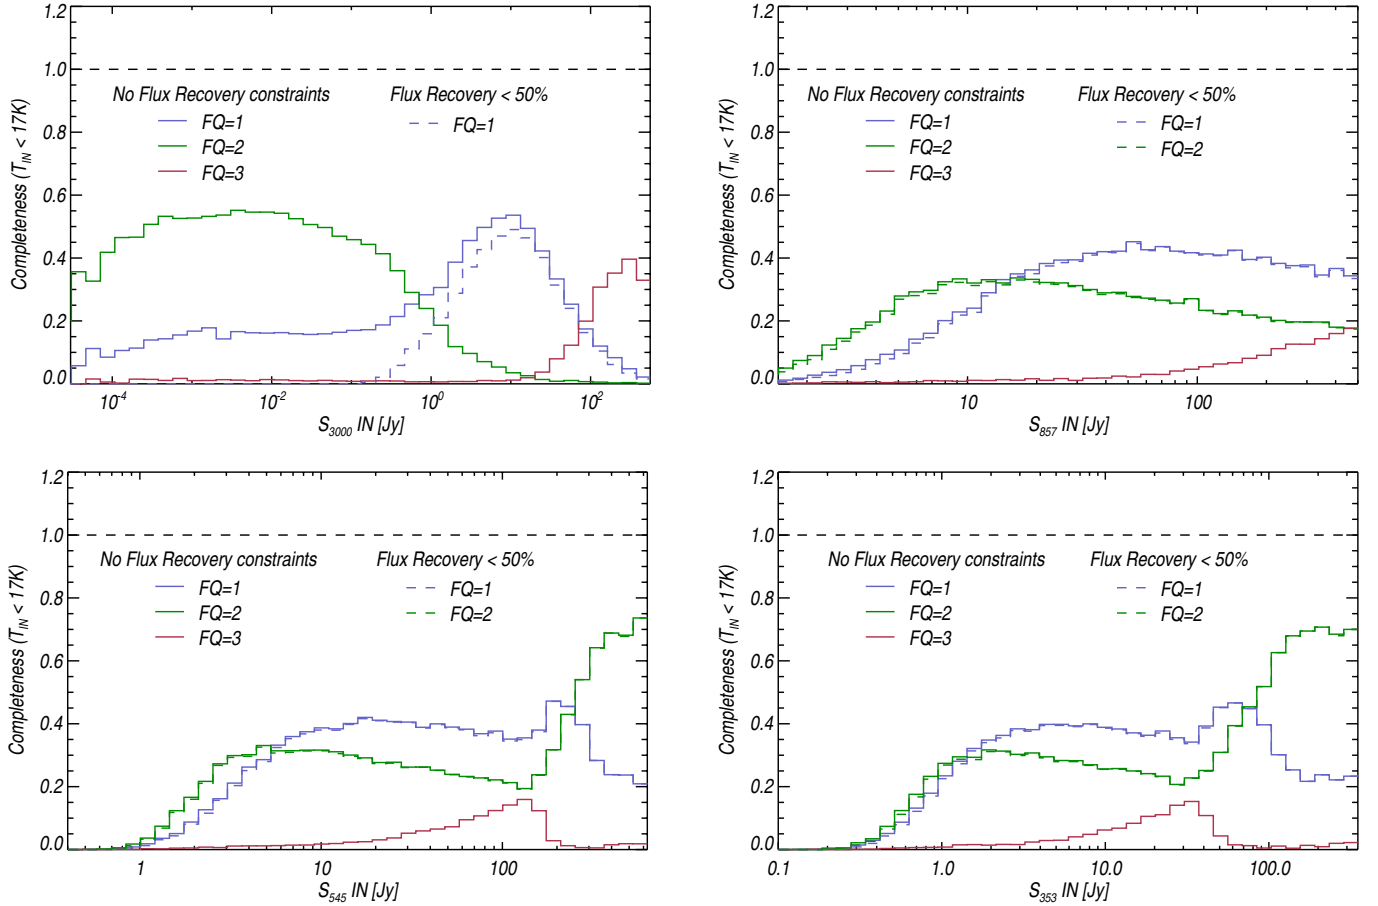 1.2
1.0
0.8
0.6
0.4
0.2
0.0
Completeness (T_IN < 17K)
No Flux Recovery constraints
FQ=1
FQ=2
FQ=3
Flux Recovery < 50%
FQ=1
10^-4 10^-2 10^0 10^2
S_3000 IN [Jy]
1.2
1.0
0.8
0.6
0.4
0.2
0.0
Completeness (T_IN < 17K)
No Flux Recovery constraints
FQ=1
FQ=2
FQ=3
Flux Recovery < 50%
FQ=1
FQ=2
10 100
S_857 IN [Jy]
1.2
1.0
0.8
0.6
0.4
0.2
0.0
Completeness (T_IN < 17K)
No Flux Recovery constraints
FQ=1
FQ=2
FQ=3
Flux Recovery < 50%
FQ=1
FQ=2
1 10 100
S_545 IN [Jy]
1.2
1.0
0.8
0.6
0.4
0.2
0.0
Completeness (T_IN < 17K)
No Flux Recovery constraints
FQ=1
FQ=2
FQ=3
Flux Recovery < 50%
FQ=1
FQ=2
0.1 1.0 10.0 100.0
S_353 IN [Jy]